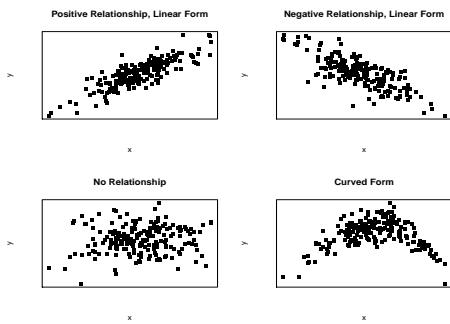 Positive Relationship, Linear Form
y
x
Negative Relationship, Linear Form
y
x
No Relationship
y
x
Curved Form
y
x